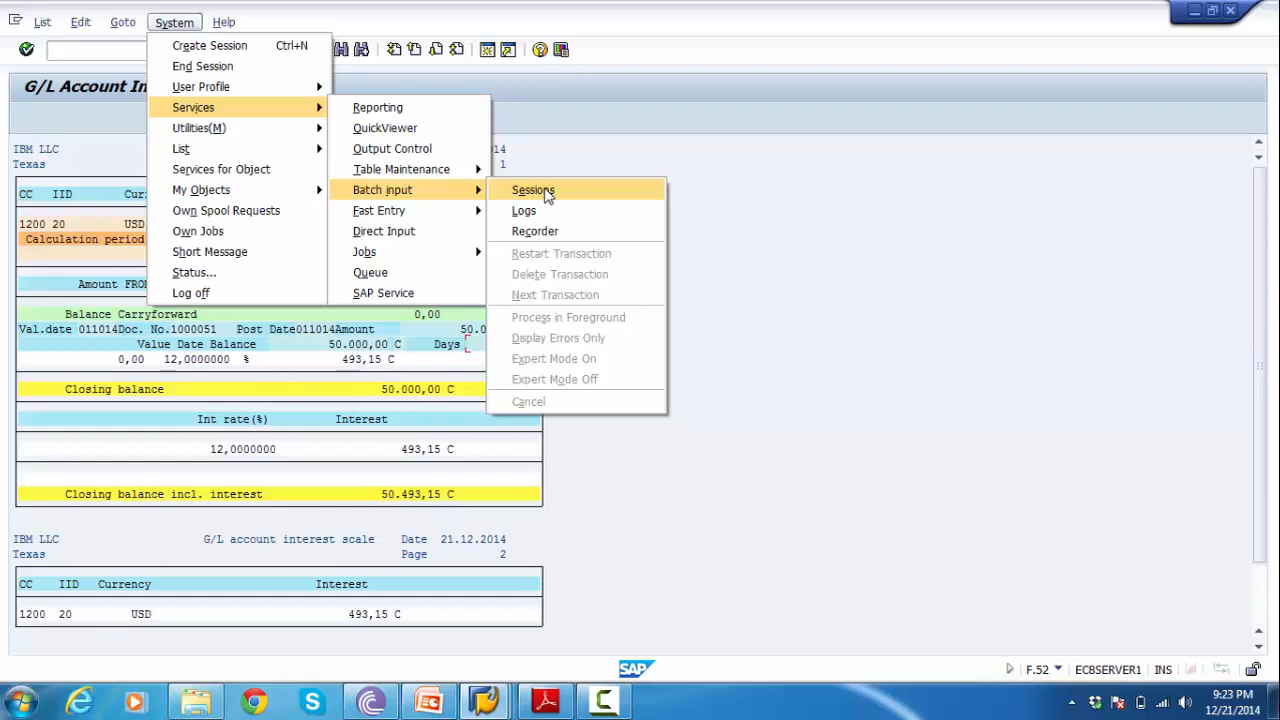 List Edit Goto System Help
G/L Account In
Create Session Ctrl+N
End Session
User Profile
Services
Utilities(M)
List
Services for Object
My Objects
Own Spool Requests
Own Jobs
Short Message
Status...
Log off
Reporting
QuickViewer
Output Control
Table Maintenance
Batch input
Fast Entry
Direct Input
Jobs
Queue
SAP Service
Sessions
Logs
Recorder
Restart Transaction
Delete Transaction
Next Transaction
Process in Foreground
Display Errors Only
Expert Mode On
Expert Mode Off
Cancel
IBM LLC 14
Texas 1
CC IID Cur
1200 20 USD
Calculation period
Amount FRO
Balance Carryforward 0,00
Val.date 011014Doc. No.1000051 Post Date011014Amount 50.0
Value Date Balance 50.000,00 C Days
0,00 12,0000000 % 493,15 C
Closing balance 50.000,00 C
Int rate(%) Interest
12,0000000 493,15 C
Closing balance incl. interest 50.493,15 C
IBM LLC G/L account interest scale Date 21.12.2014
Texas Page 2
CC IID Currency Interest
1200 20 USD 493,15 C
SAP F.52 EC8SERVER1 INS
9:23 PM
12/21/2014